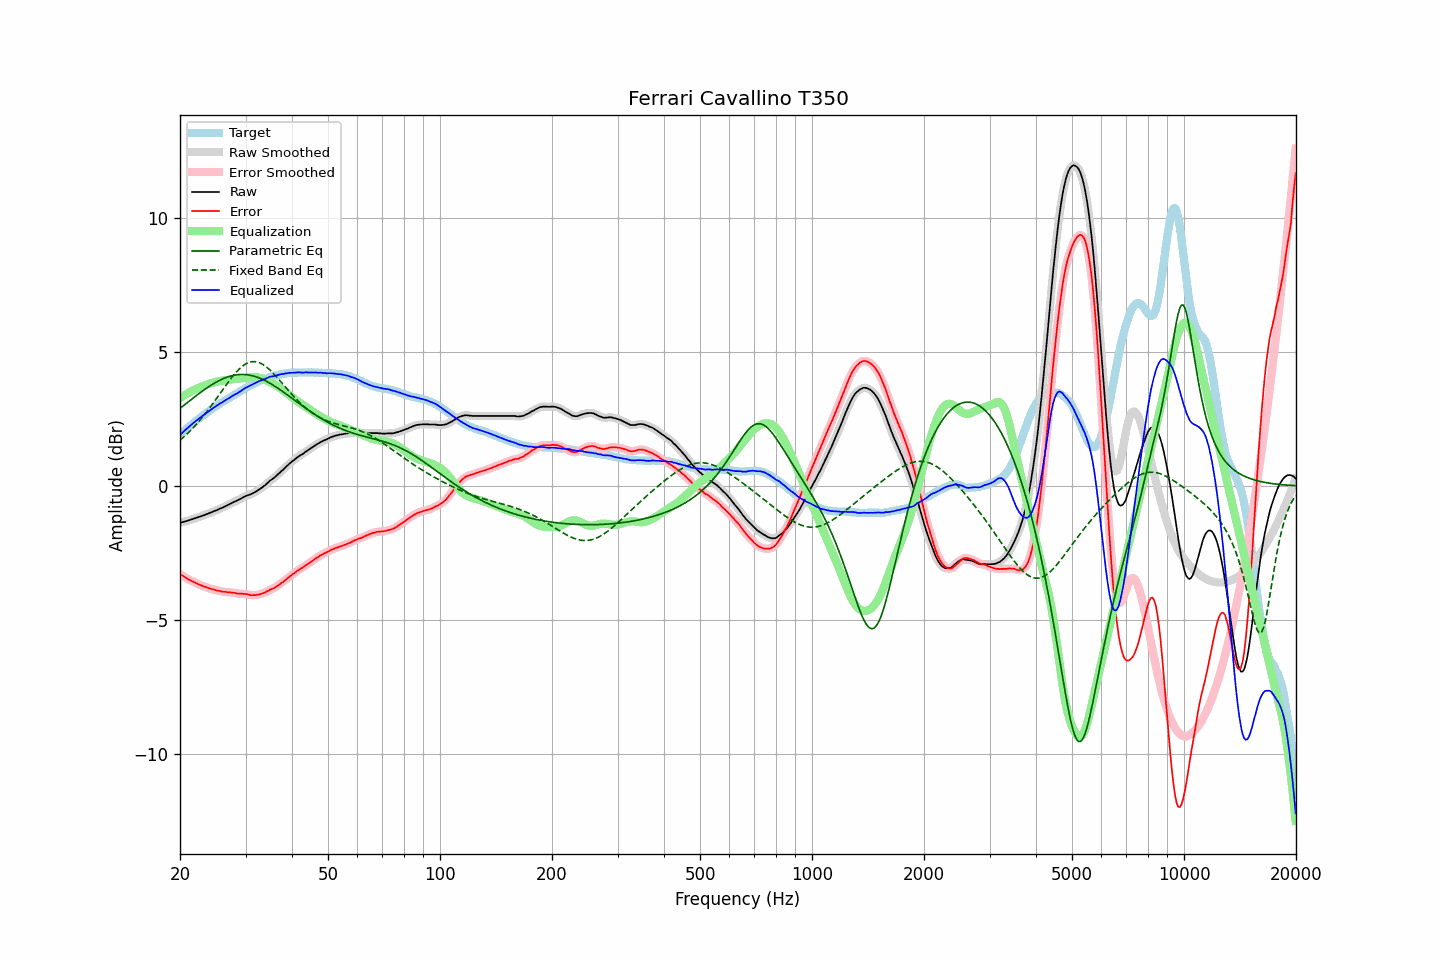 Ferrari Cavallino T350
Target
Raw Smoothed
Error Smoothed
Raw
Error
Equalization
Parametric Eq
Fixed Band Eq
Equalized
Amplitude (dBr)
10
5
0
−5
−10
20
50
100
200
500
1000
2000
5000
10000
20000
Frequency (Hz)